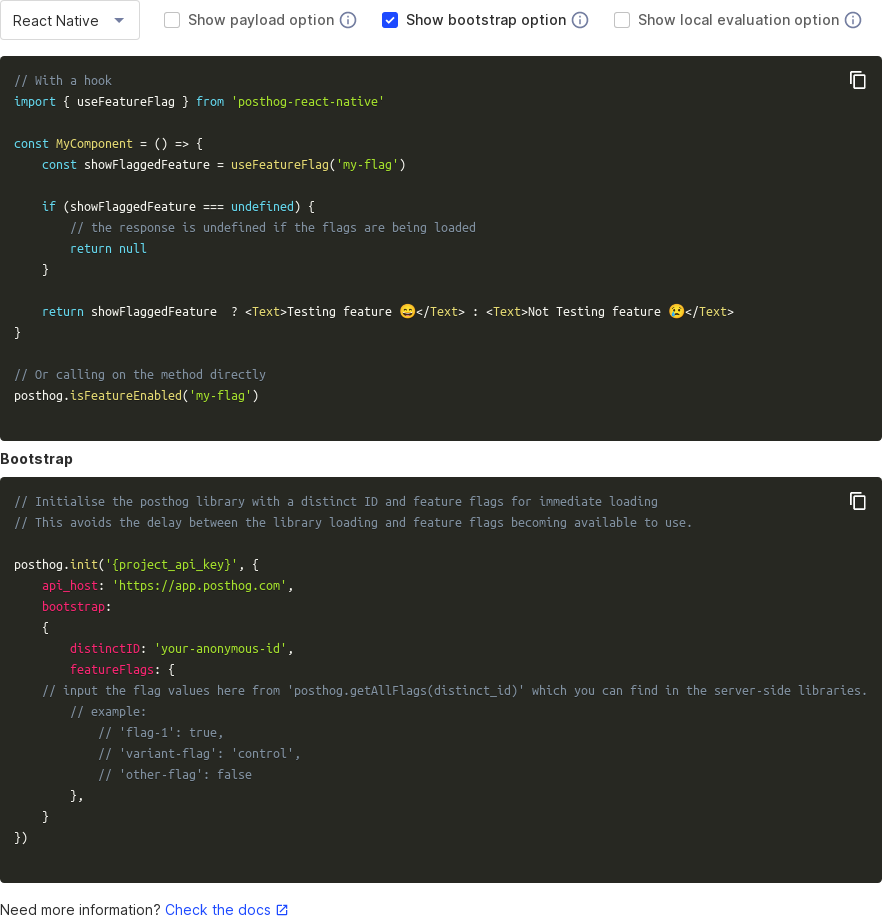 React Native
Show payload option
Show bootstrap option
Show local evaluation option
// With a hook
import { useFeatureFlag } from 'posthog-react-native'
const MyComponent = () => {
    const showFlaggedFeature = useFeatureFlag('my-flag')
    if (showFlaggedFeature === undefined) {
        // the response is undefined if the flags are being loaded
        return null
    }
    return showFlaggedFeature  ? <Text>Testing feature 😄</Text> : <Text>Not Testing feature 😢</Text>
}
// Or calling on the method directly
posthog.isFeatureEnabled('my-flag')
Bootstrap
// Initialise the posthog library with a distinct ID and feature flags for immediate loading
// This avoids the delay between the library loading and feature flags becoming available to use.
posthog.init('{project_api_key}', {
    api_host: 'https://app.posthog.com',
    bootstrap:
    {
        distinctID: 'your-anonymous-id',
        featureFlags: {
    // input the flag values here from 'posthog.getAllFlags(distinct_id)' which you can find in the server-side libraries.
        // example:
            // 'flag-1': true,
            // 'variant-flag': 'control',
            // 'other-flag': false
        },
    }
})
Need more information? Check the docs